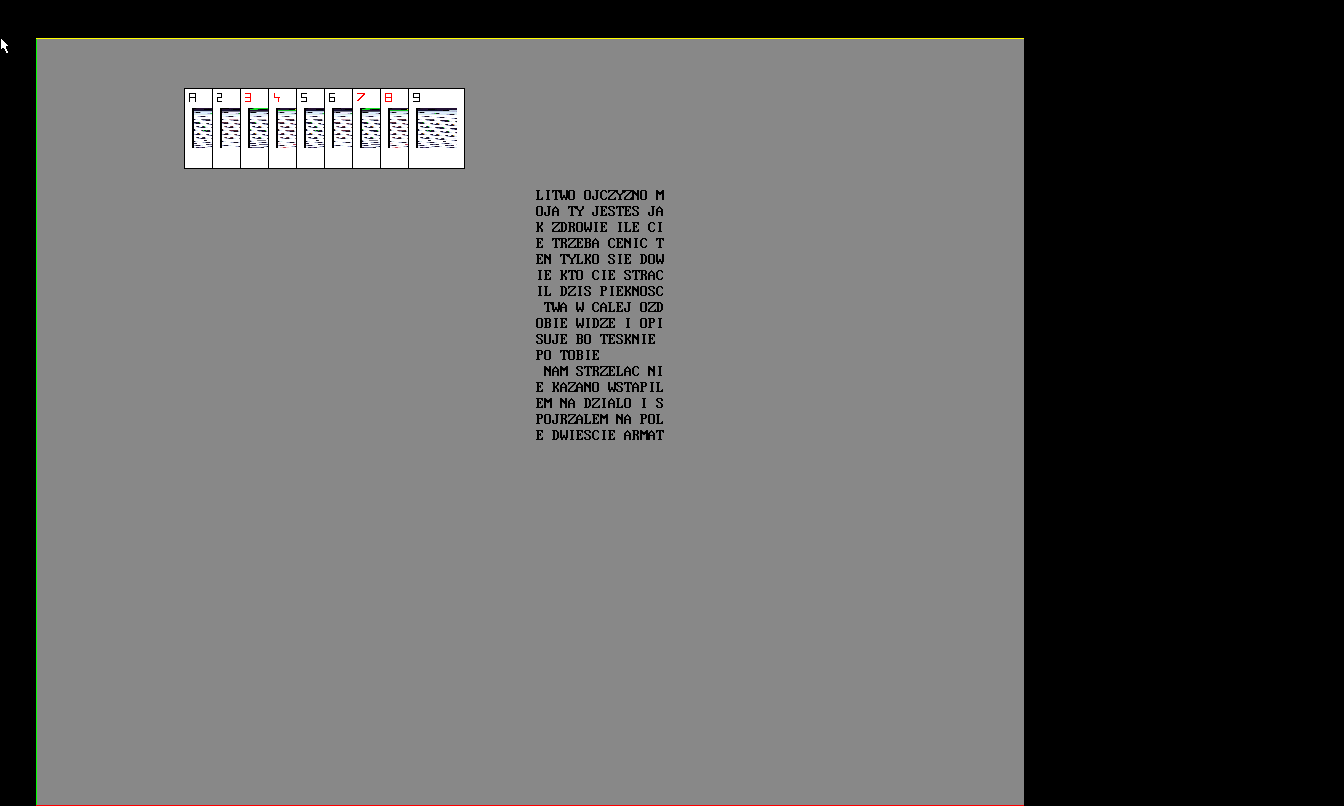 A 2 3 4 5 6 7 8 9
LITWO OJCZYZNO M
OJA TY JESTES JA
K ZDROWIE ILE CI
E TRZEBA CENIC T
EN TYLKO SIE DOW
IE KTO CIE STRAC
IL DZIS PIEKNOSC
TWA W CALEJ OZD
OBIE WIDZE I OPI
SUJE BO TESKNIE
PO TOBIE
NAM STRZELAC NI
E KAZANO WSTAPIL
EM NA DZIALO I S
POJRZALEM NA POL
E DWIESCIE ARMAT